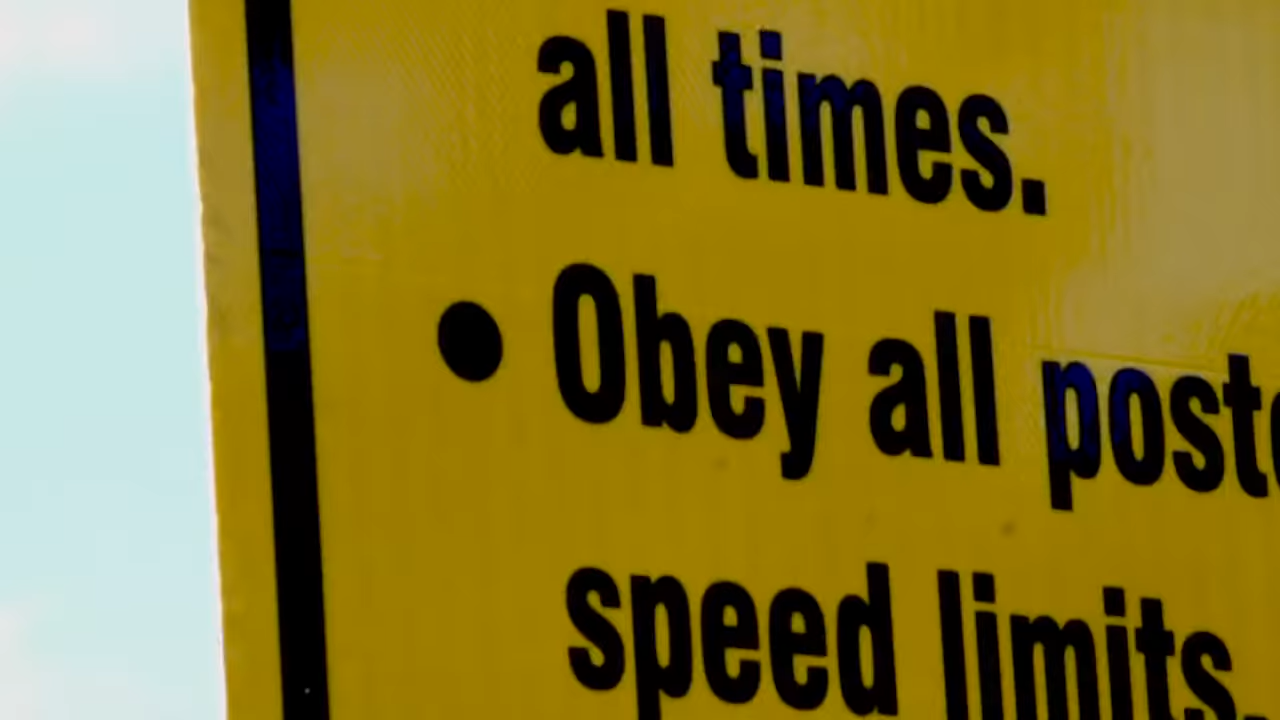 all times.
• Obey all poste
speed limits.